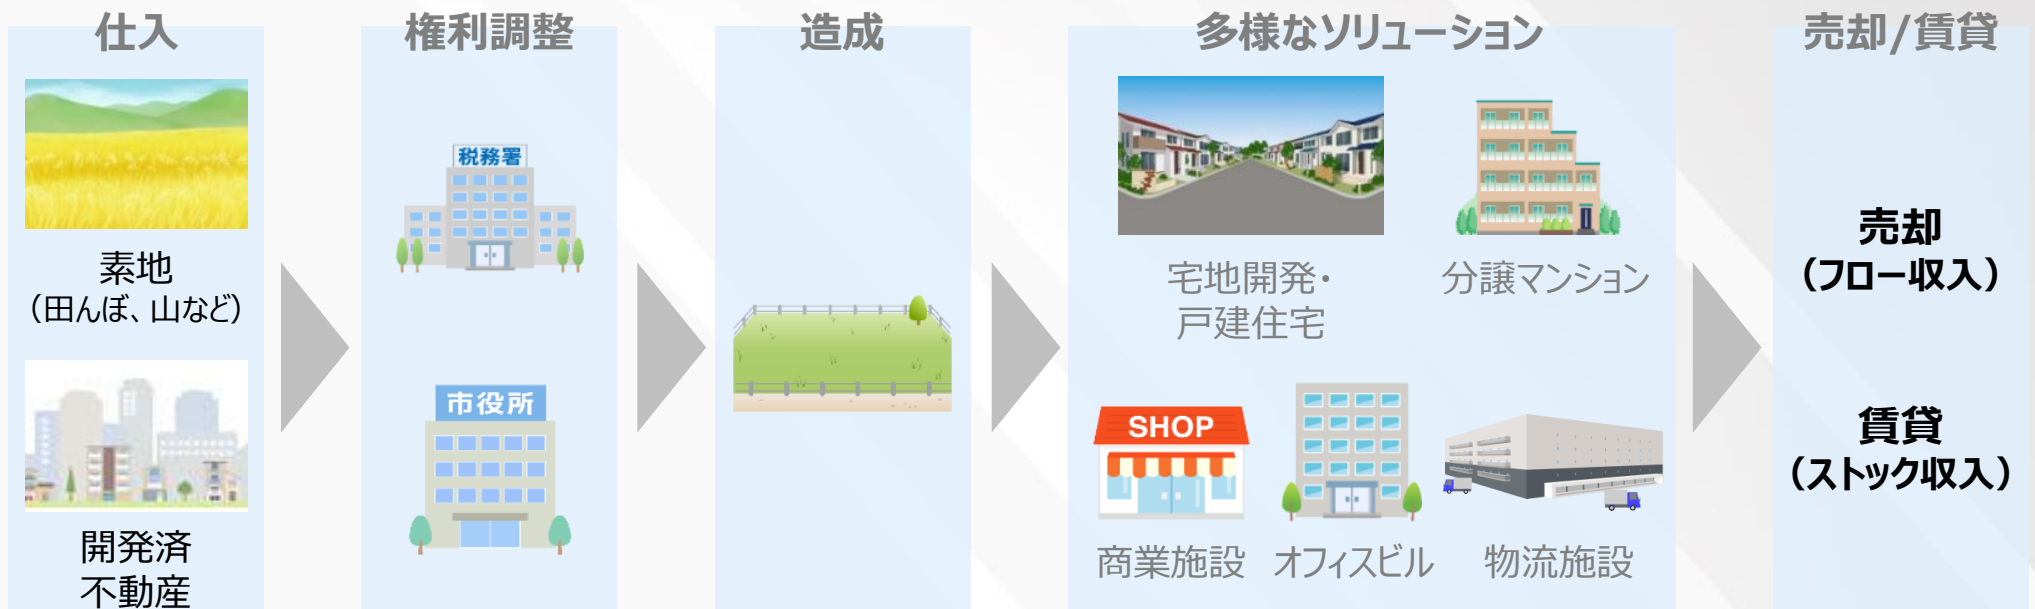 仕入
権利調整
造成
多様なソリューション
売却/賃貸
素地
（田んぼ、山など）
開発済
不動産
税務署
市役所
宅地開発・
戸建住宅
分譲マンション
SHOP
商業施設
オフィスビル
物流施設
売却
（フロー収入）
賃貸
（ストック収入）